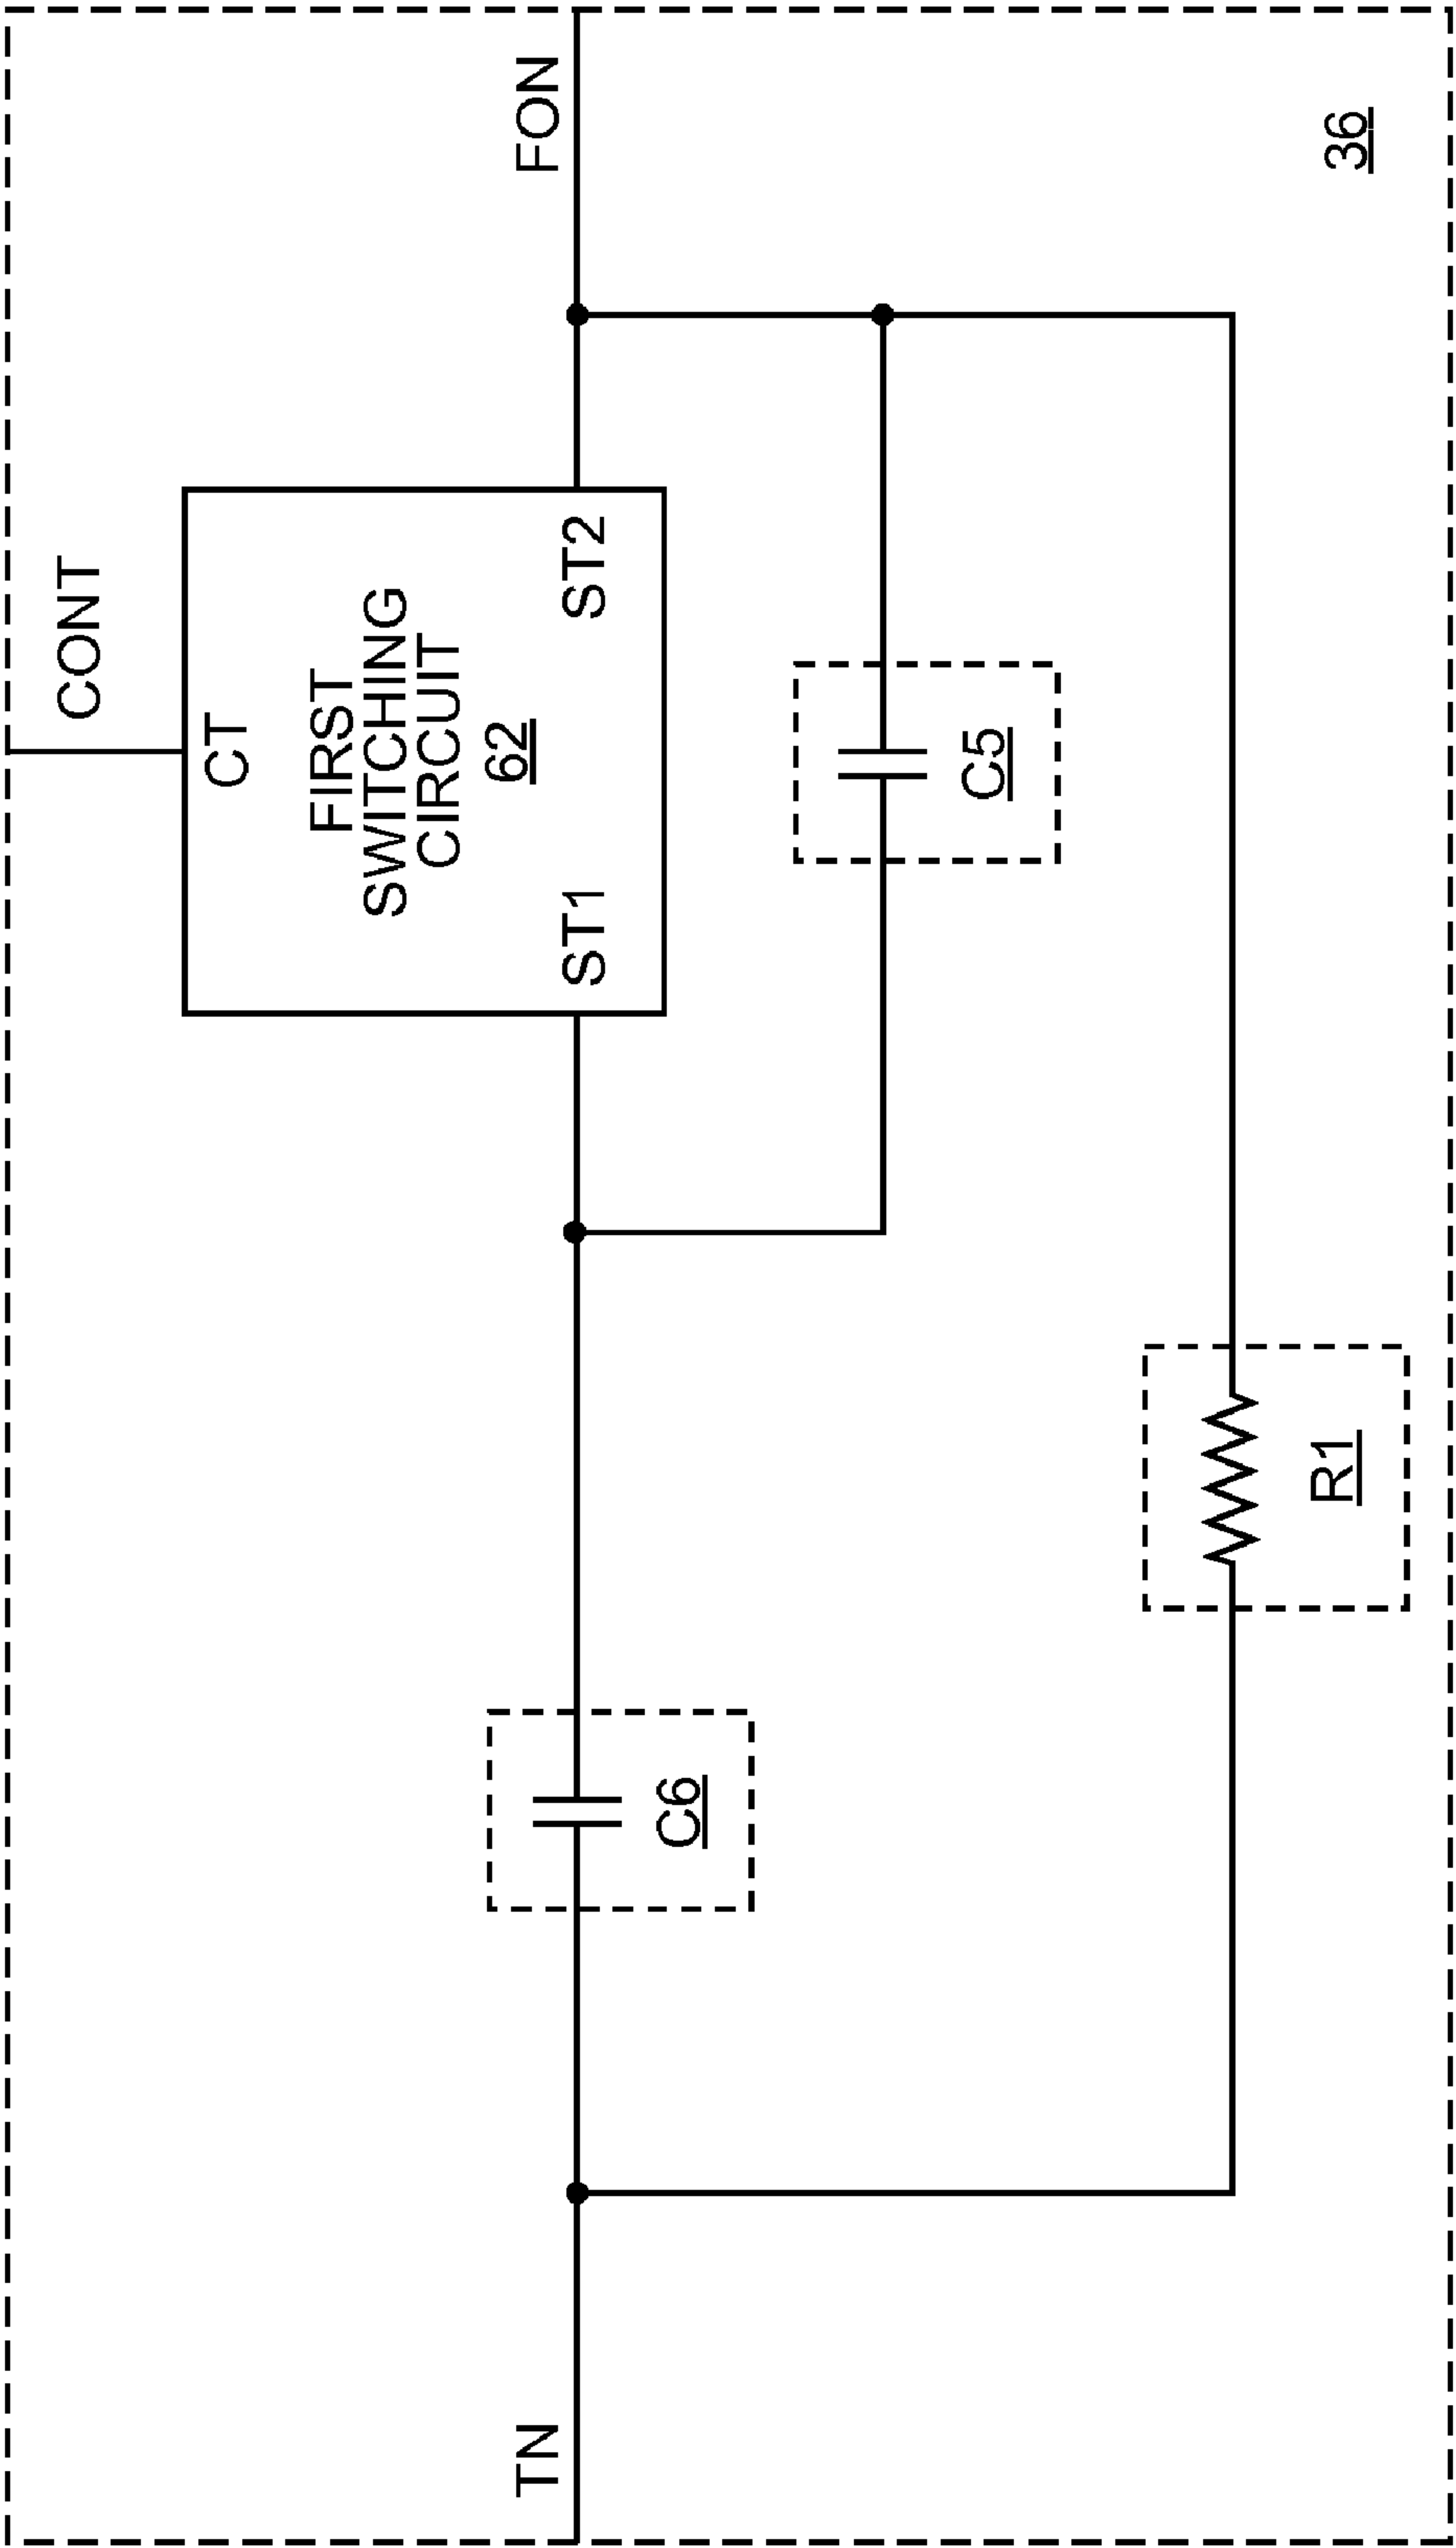 CONT
CT
FIRST
SWITCHING
CIRCUIT
62
ST1
ST2
TN
FON
C6
C5
R1
36